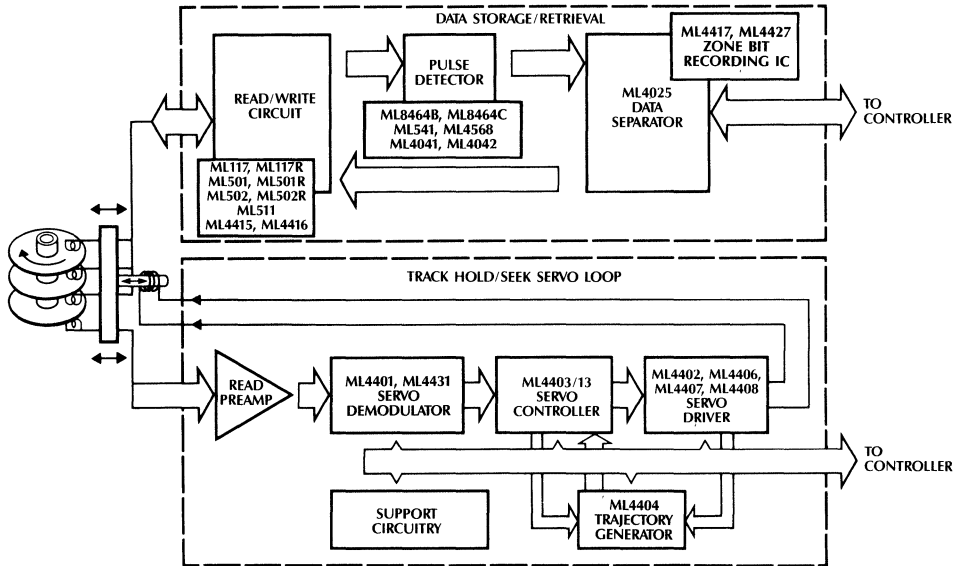 DATA STORAGE/RETRIEVAL
READ/WRITE
CIRCUIT
ML117, ML117R
ML501, ML501R
ML502, ML502R
ML511
ML4415, ML4416
PULSE
DETECTOR
ML8464B, ML8464C
ML541, ML4568
ML4041, ML4042
ML4417, ML4427
ZONE BIT
RECORDING IC
ML4025
DATA
SEPARATOR
TO
CONTROLLER
TRACK HOLD/SEEK SERVO LOOP
READ
PREAMP
ML4401, ML4431
SERVO
DEMODULATOR
ML4403/13
SERVO
CONTROLLER
ML4402, ML4406,
ML4407, ML4408
SERVO
DRIVER
TO
CONTROLLER
SUPPORT
CIRCUITRY
ML4404
TRAJECTORY
GENERATOR